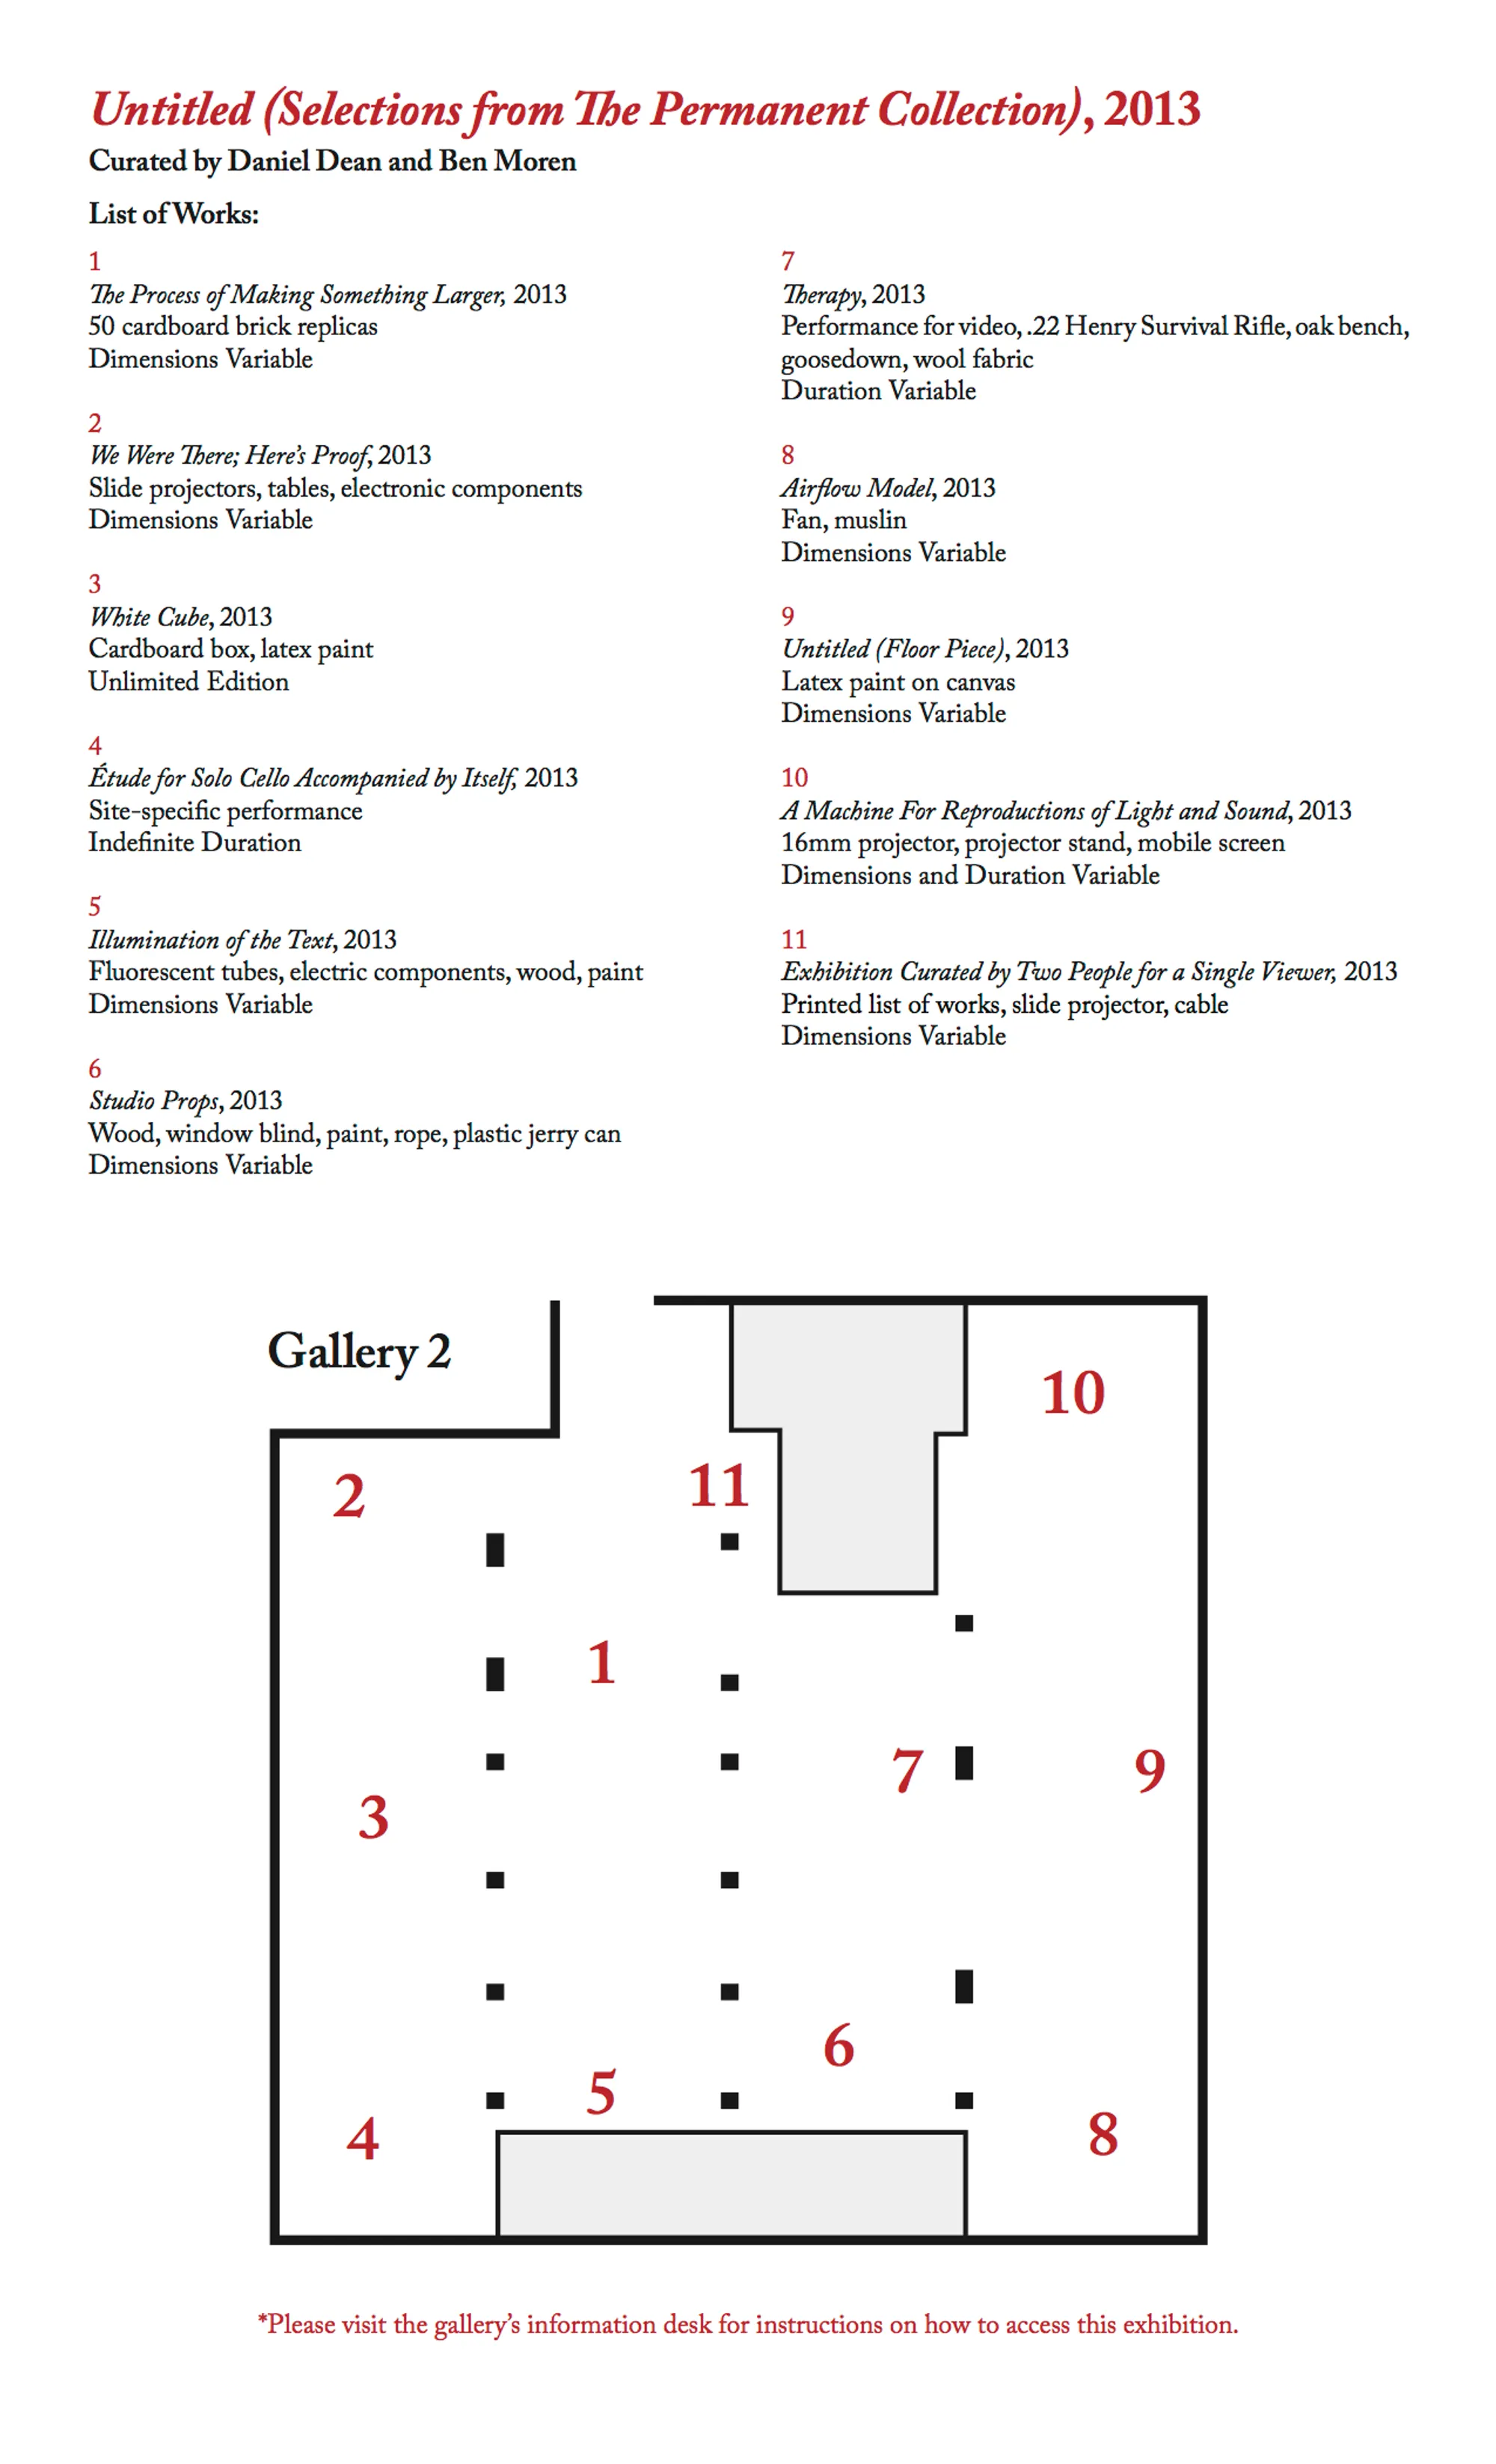 Untitled (Selections from The Permanent Collection), 2013
Curated by Daniel Dean and Ben Moren
List of Works:
1
The Process of Making Something Larger, 2013
50 cardboard brick replicas
Dimensions Variable
2
We Were There; Here’s Proof, 2013
Slide projectors, tables, electronic components
Dimensions Variable
3
White Cube, 2013
Cardboard box, latex paint
Unlimited Edition
4
Étude for Solo Cello Accompanied by Itself, 2013
Site-specific performance
Indefinite Duration
5
Illumination of the Text, 2013
Fluorescent tubes, electric components, wood, paint
Dimensions Variable
6
Studio Props, 2013
Wood, window blind, paint, rope, plastic jerry can
Dimensions Variable
7
Therapy, 2013
Performance for video, .22 Henry Survival Rifle, oak bench,
goosedown, wool fabric
Duration Variable
8
Airflow Model, 2013
Fan, muslin
Dimensions Variable
9
Untitled (Floor Piece), 2013
Latex paint on canvas
Dimensions Variable
10
A Machine For Reproductions of Light and Sound, 2013
16mm projector, projector stand, mobile screen
Dimensions and Duration Variable
11
Exhibition Curated by Two People for a Single Viewer, 2013
Printed list of works, slide projector, cable
Dimensions Variable
Gallery 2
10
2
11
1
7
9
3
6
5
4
8
*Please visit the gallery’s information desk for instructions on how to access this exhibition.